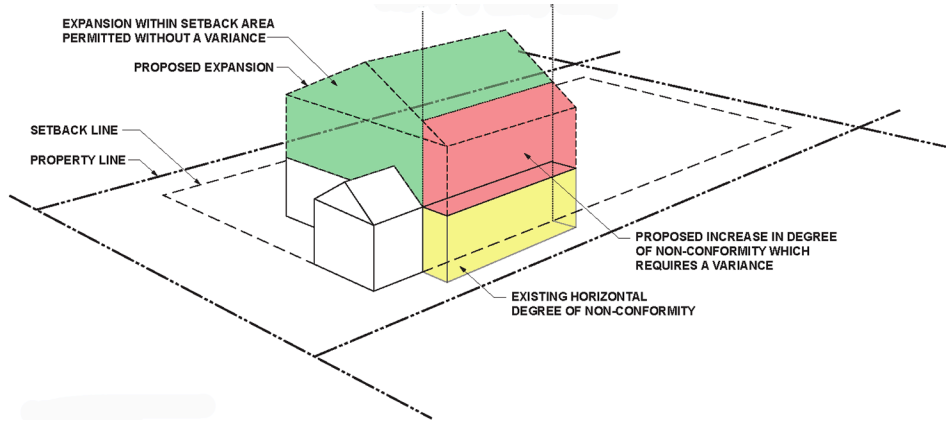 EXPANSION WITHIN SETBACK AREA
PERMITTED WITHOUT A VARIANCE
PROPOSED EXPANSION
SETBACK LINE
PROPERTY LINE
PROPOSED INCREASE IN DEGREE
OF NON-CONFORMITY WHICH
REQUIRES A VARIANCE
EXISTING HORIZONTAL
DEGREE OF NON-CONFORMITY